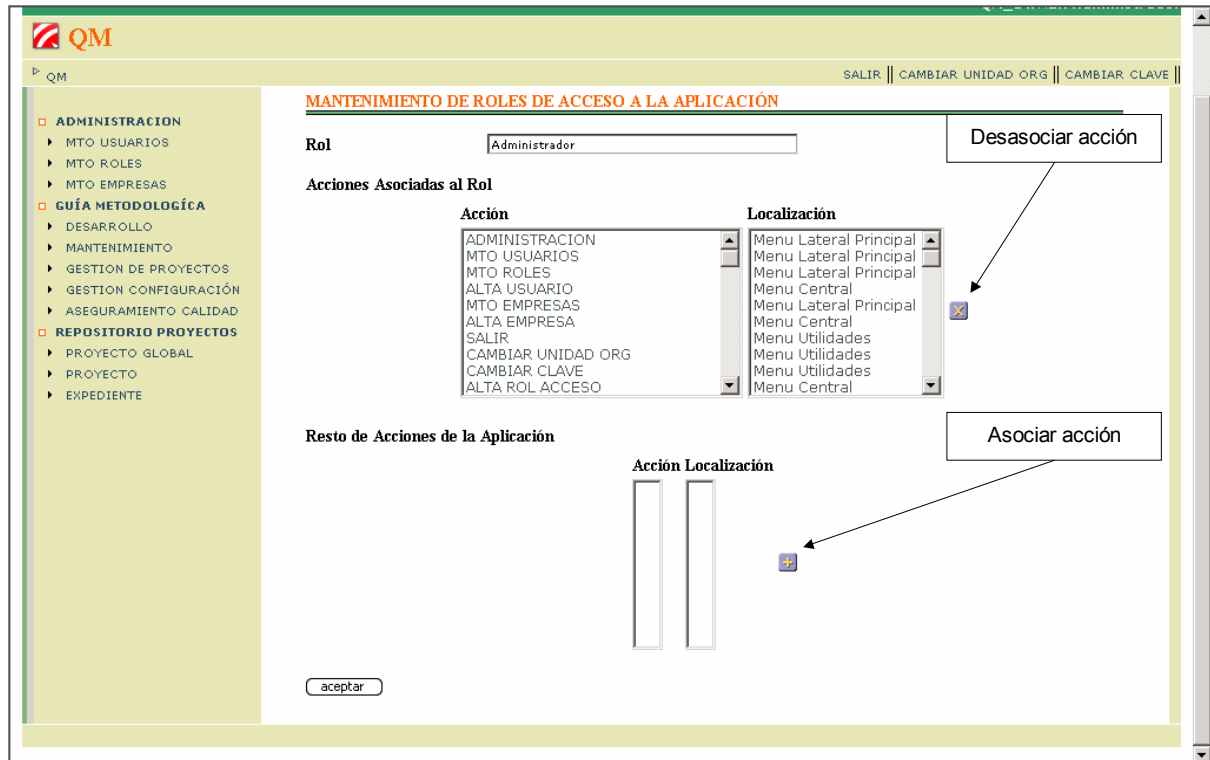 QM
QM
SALIR || CAMBIAR UNIDAD ORG || CAMBIAR CLAVE ||
ADMINISTRACION
MTO USUARIOS
MTO ROLES
MTO EMPRESAS
GUÍA METODOLOGÍCA
DESARROLLO
MANTENIMIENTO
GESTION DE PROYECTOS
GESTION CONFIGURACIÓN
ASEGURAMIENTO CALIDAD
REPOSITORIO PROYECTOS
PROYECTO GLOBAL
PROYECTO
EXPEDIENTE
MANTENIMIENTO DE ROLES DE ACCESO A LA APLICACIÓN
Rol Administrador
Desasociar acción
Acciones Asociadas al Rol
Acción Localización
ADMINISTRACION Menu Lateral Principal
MTO USUARIOS Menu Lateral Principal
MTO ROLES Menu Lateral Principal
ALTA USUARIO Menu Central
MTO EMPRESAS Menu Lateral Principal
ALTA EMPRESA Menu Central
SALIR Menu Utilidades
CAMBIAR UNIDAD ORG Menu Utilidades
CAMBIAR CLAVE Menu Utilidades
ALTA ROL ACCESO Menu Central
Resto de Acciones de la Aplicación
Asociar acción
Acción Localización
aceptar